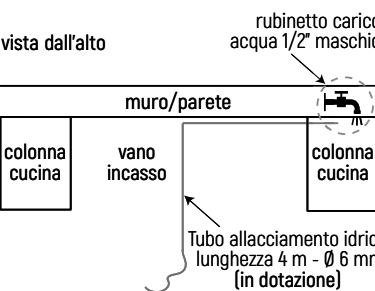 rubinetto carico
acqua 1/2" maschio
vista dall'alto
muro/parete
colonna
cucina
vano
incasso
colonna
cucina
Tubo allacciamento idric
lunghezza 4 m - Ø 6 mm
(in dotazione)